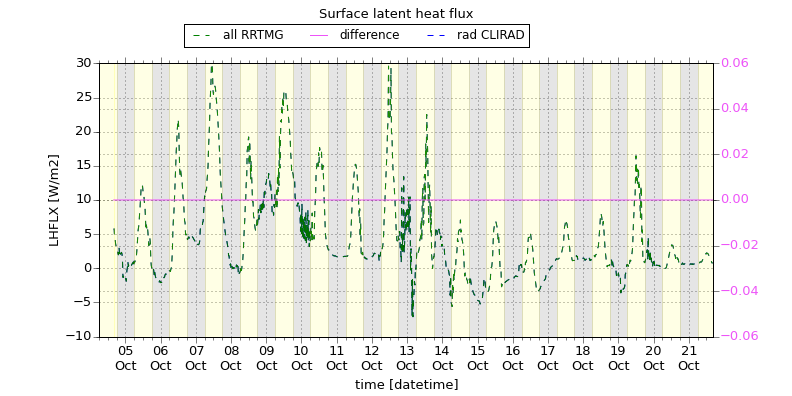 Surface latent heat flux
all RRTMG difference rad CLIRAD
30 0.06
25 0.04
20
15 0.02
10 0.00
5
0 −0.02
−5 −0.04
−10 −0.06
LHFLX [W/m2]
05 06 07 08 09 10 11 12 13 14 15 16 17 18 19 20 21
Oct Oct Oct Oct Oct Oct Oct Oct Oct Oct Oct Oct Oct Oct Oct Oct Oct
time [datetime]